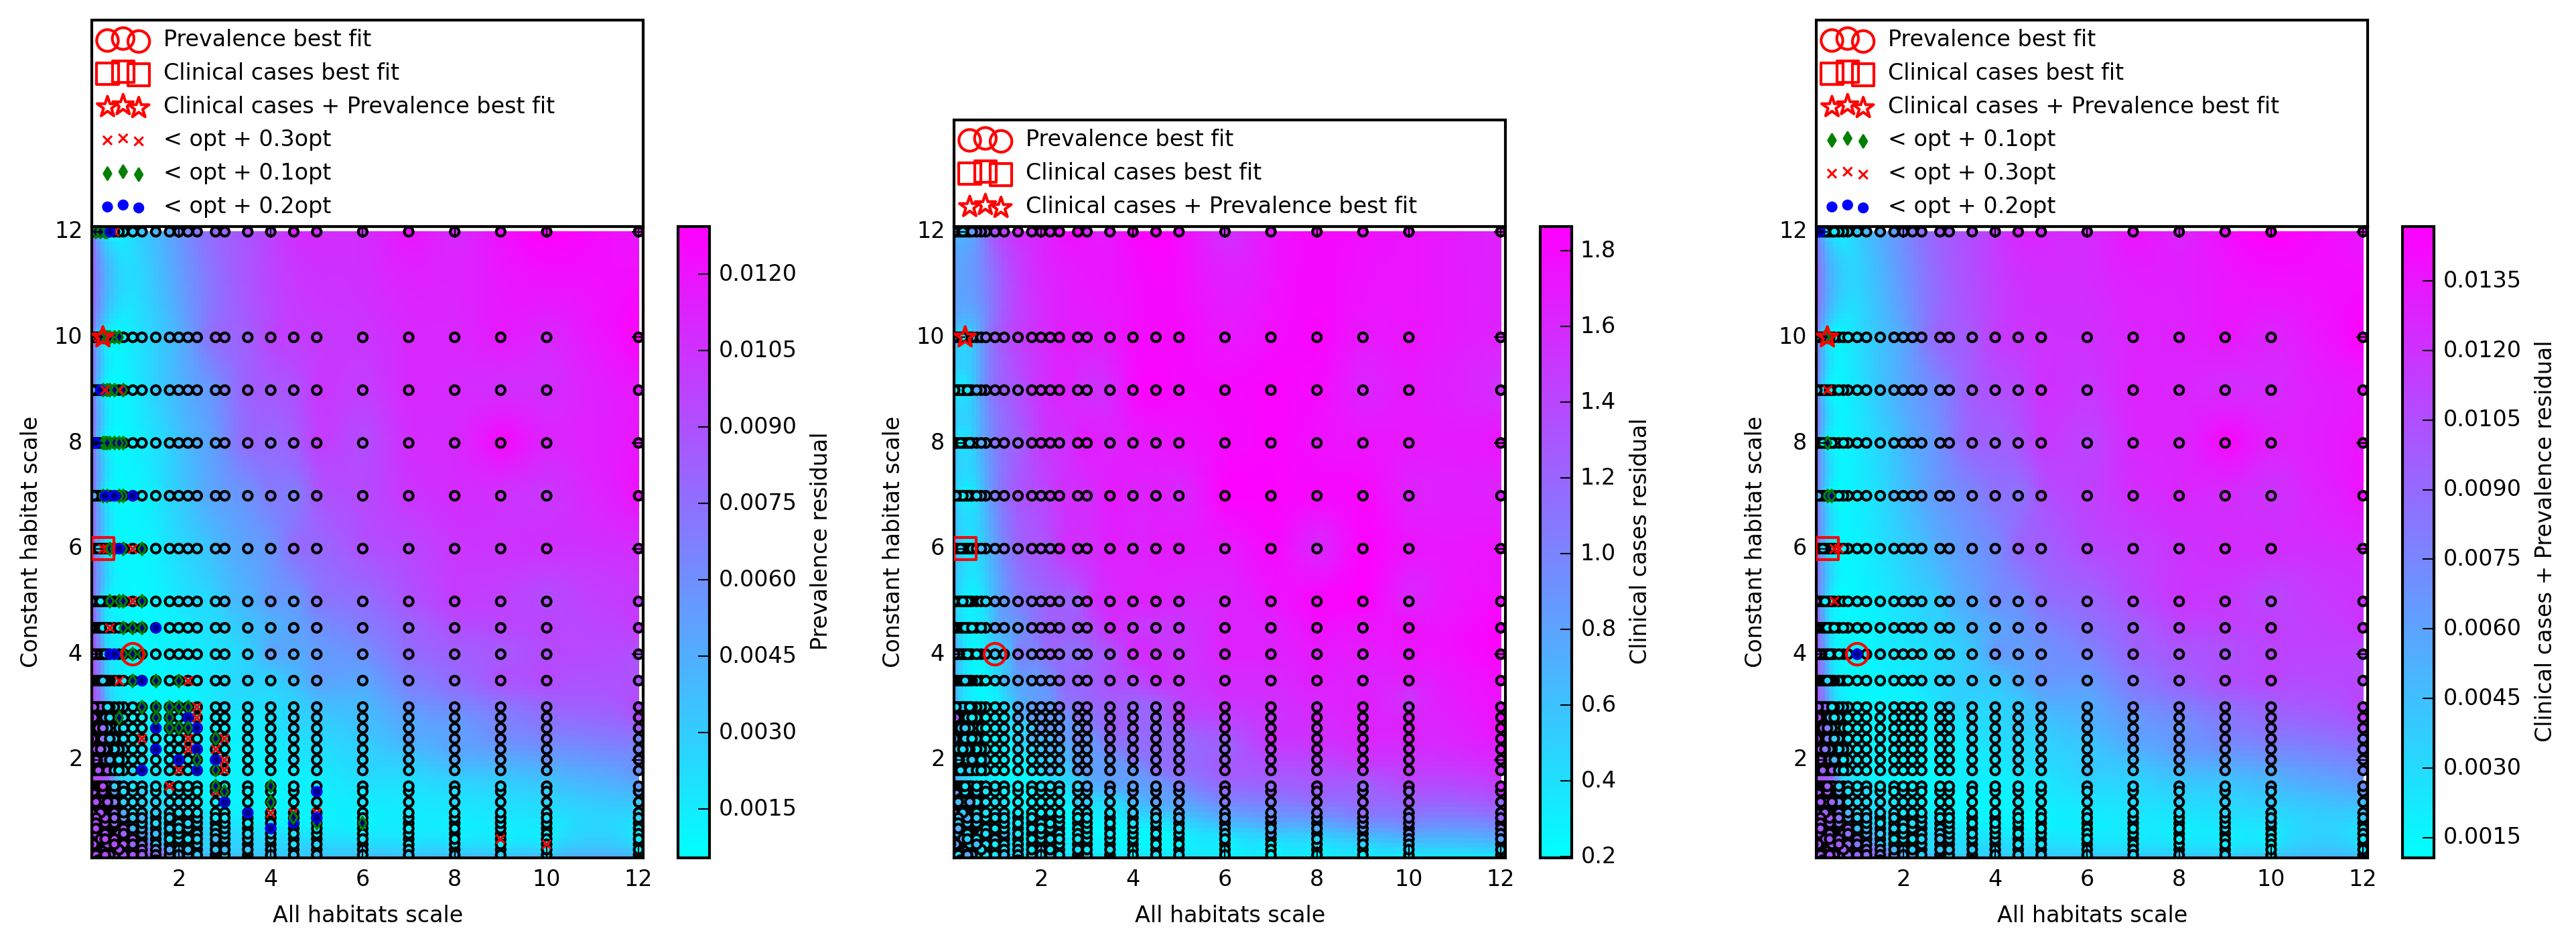 Prevalence best fit
Clinical cases best fit
Clinical cases + Prevalence best fit
< opt + 0.3opt
< opt + 0.1opt
< opt + 0.2opt
12
10
8
6
4
2
Constant habitat scale
2 4 6 8 10 12
All habitats scale
0.0120
0.0105
0.0090
0.0075
0.0060
0.0045
0.0030
0.0015
Prevalence residual
Prevalence best fit
Clinical cases best fit
Clinical cases + Prevalence best fit
12
10
8
6
4
2
Constant habitat scale
2 4 6 8 10 12
All habitats scale
1.8
1.6
1.4
1.2
1.0
0.8
0.6
0.4
0.2
Clinical cases residual
Prevalence best fit
Clinical cases best fit
Clinical cases + Prevalence best fit
< opt + 0.1opt
< opt + 0.3opt
< opt + 0.2opt
12
10
8
6
4
2
Constant habitat scale
2 4 6 8 10 12
All habitats scale
0.0135
0.0120
0.0105
0.0090
0.0075
0.0060
0.0045
0.0030
0.0015
Clinical cases + Prevalence residual